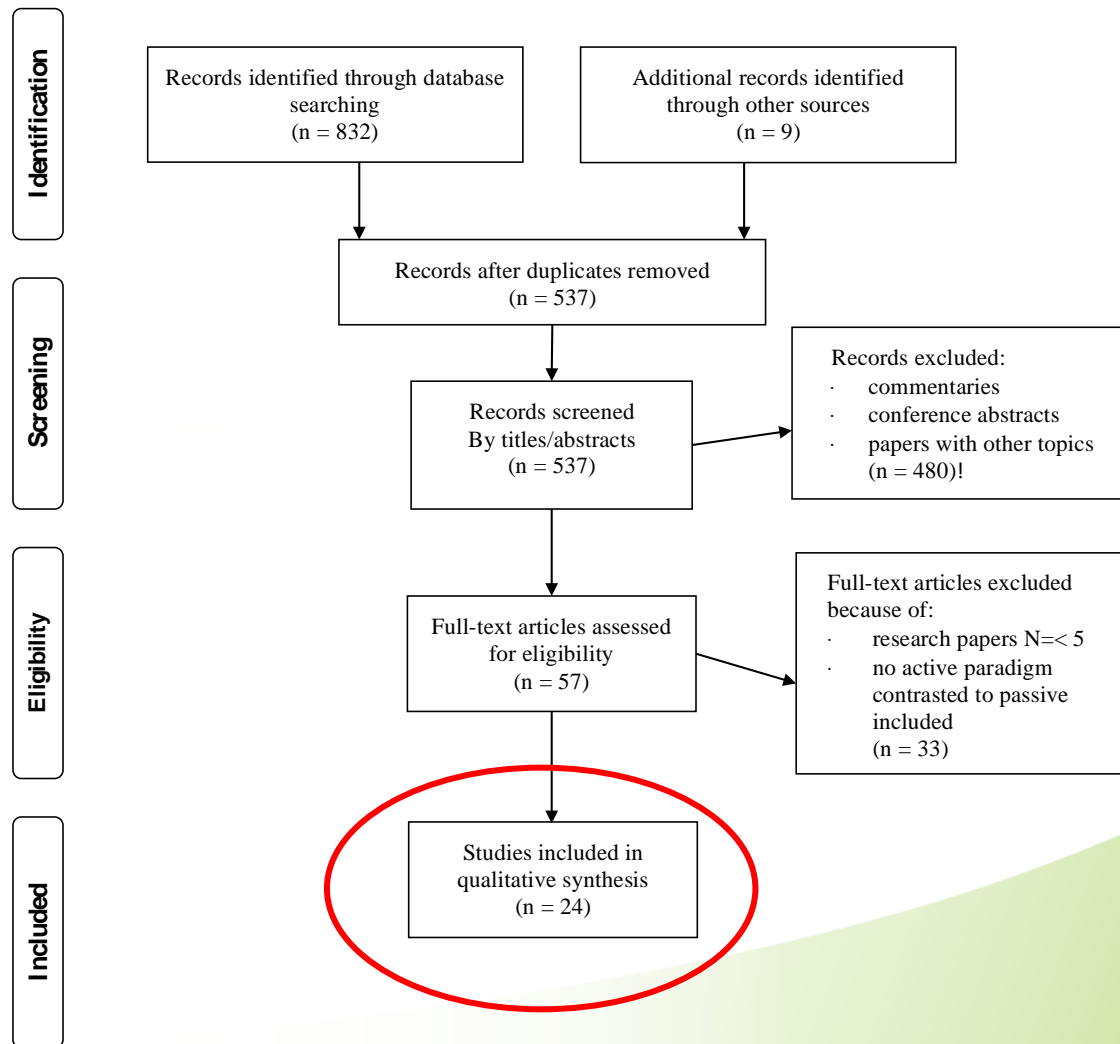 Identification
Records identified through database
searching
(n = 832)
Additional records identified
through other sources
(n = 9)
Records after duplicates removed
(n = 537)
Screening
Records screened
By titles/abstracts
(n = 537)
Records excluded:
· commentaries
· conference abstracts
· papers with other topics
(n = 480)!
Eligibility
Full-text articles assessed
for eligibility
(n = 57)
Full-text articles excluded
because of:
· research papers N=< 5
· no active paradigm
contrasted to passive
included
(n = 33)
Included
Studies included in
qualitative synthesis
(n = 24)